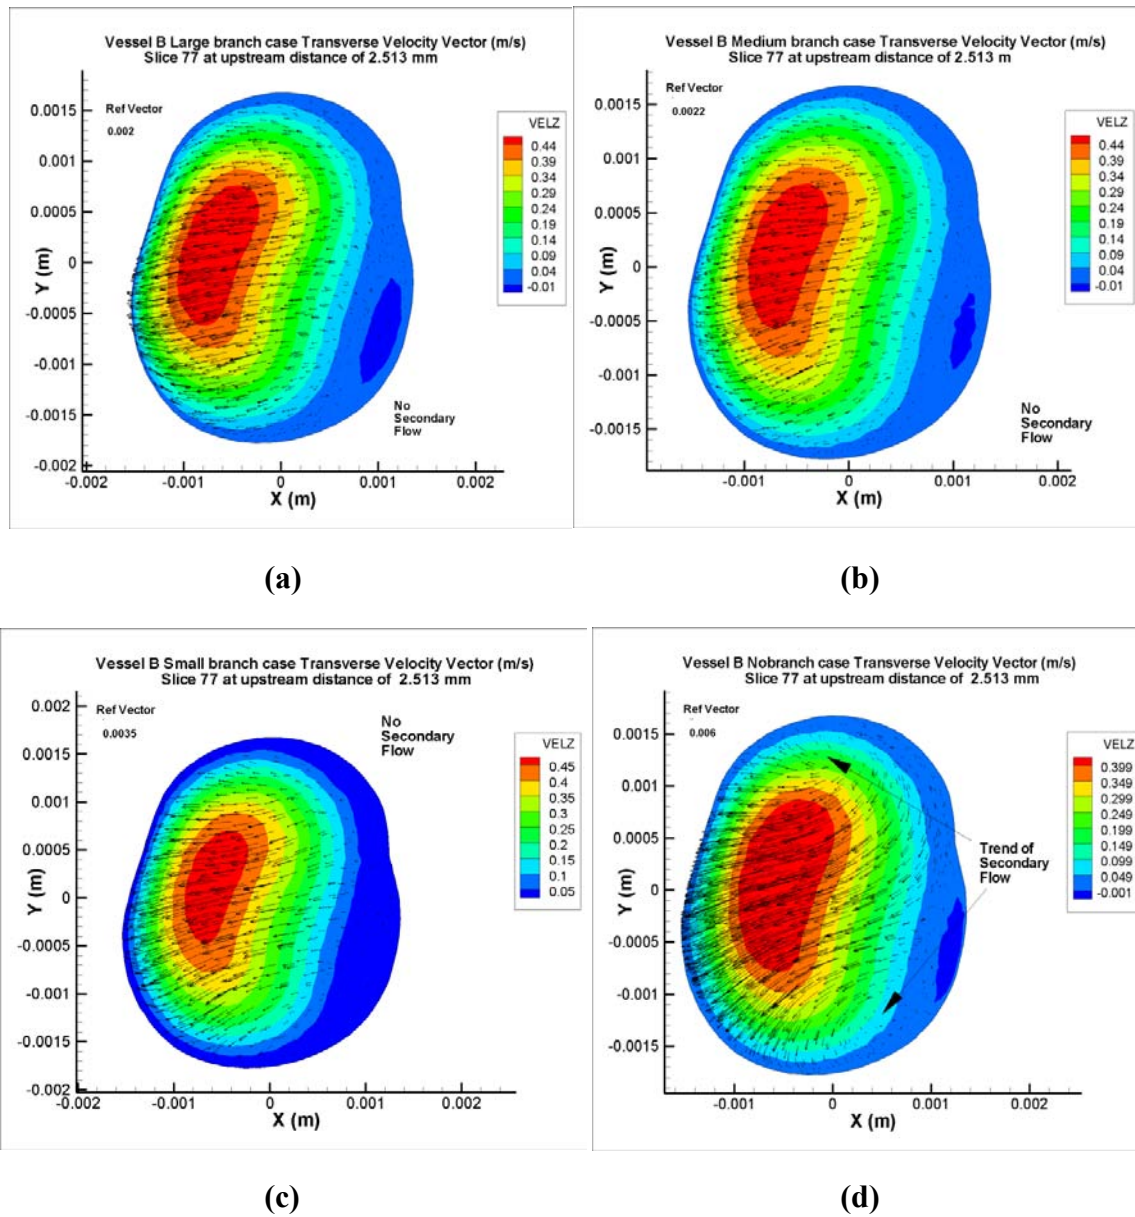 Vessel B Large branch case Transverse Velocity Vector (m/s)
Slice 77 at upstream distance of 2.513 mm
Ref Vector
0.002
VELZ
0.44
0.39
0.34
0.29
0.24
0.19
0.14
0.09
0.04
-0.01
0.0015
0.001
0.0005
0
-0.0005
-0.001
-0.0015
-0.002
Y (m)
No
Secondary
Flow
-0.002
-0.001
0
0.001
0.002
X (m)
(a)
Vessel B Medium branch case Transverse Velocity Vector (m/s)
Slice 77 at upstream distance of 2.513 m
Ref Vector
0.0022
VELZ
0.44
0.39
0.34
0.29
0.24
0.19
0.14
0.09
0.04
-0.01
0.0015
0.001
0.0005
0
-0.0005
-0.001
-0.0015
Y (m)
No
Secondary
Flow
-0.001
0
0.001
0.002
X (m)
(b)
Vessel B Small branch case Transverse Velocity Vector (m/s)
Slice 77 at upstream distance of 2.513 mm
Ref Vector
0.0035
No
Secondary
Flow
VELZ
0.45
0.4
0.35
0.3
0.25
0.2
0.15
0.1
0.05
0.002
0.0015
0.001
0.0005
0
-0.0005
-0.001
-0.0015
-0.002
Y (m)
-0.002
-0.001
0
0.001
0.002
X (m)
(c)
Vessel B Nobranch case Transverse Velocity Vector (m/s)
Slice 77 at upstream distance of 2.513 mm
Ref Vector
0.006
VELZ
0.399
0.349
0.299
0.249
0.199
0.149
0.099
0.049
-0.001
Trend of
Secondary
Flow
0.0015
0.001
0.0005
0
-0.0005
-0.001
-0.0015
Y (m)
-0.001
0
0.001
0.002
X (m)
(d)